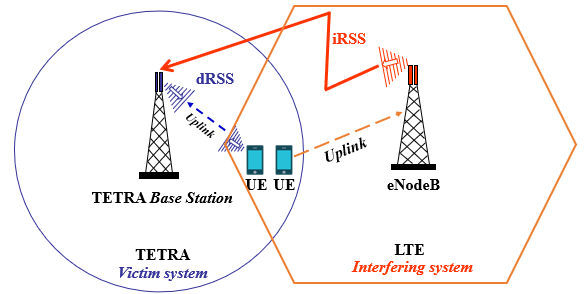 iRSS
dRSS
Uplink
Uplink
UE UE
TETRA Base Station
eNodeB
TETRA
Victim system
LTE
Interfering system